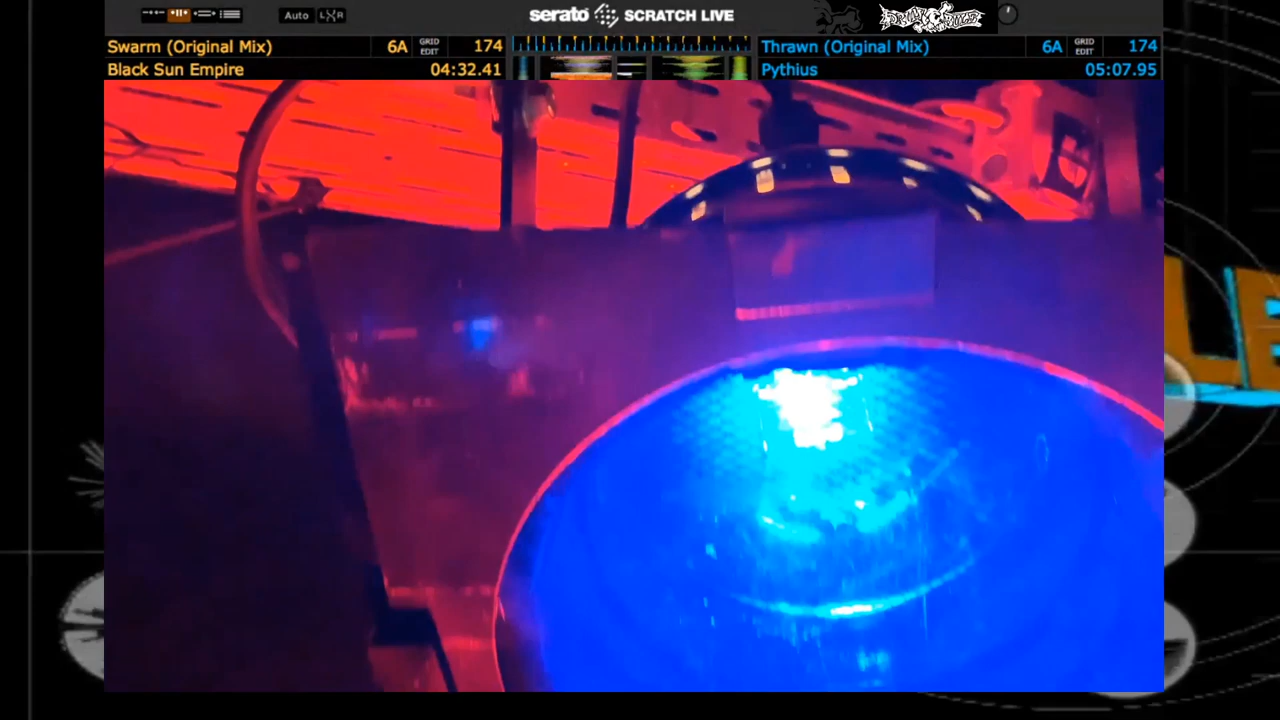 Auto
serato SCRATCH LIVE
Swarm (Original Mix) 6A GRID EDIT 174
Black Sun Empire 04:32.41
Thrawn (Original Mix) 6A GRID EDIT 174
Pythius 05:07.95
LE